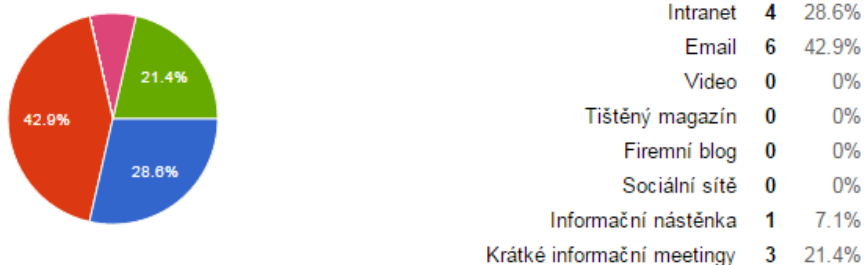 21.4%
42.9%
28.6%
Intranet 4 28.6%
Email 6 42.9%
Video 0 0%
Tištěný magazín 0 0%
Firemní blog 0 0%
Sociální sítě 0 0%
Informační nástěnka 1 7.1%
Krátké informační meetingy 3 21.4%